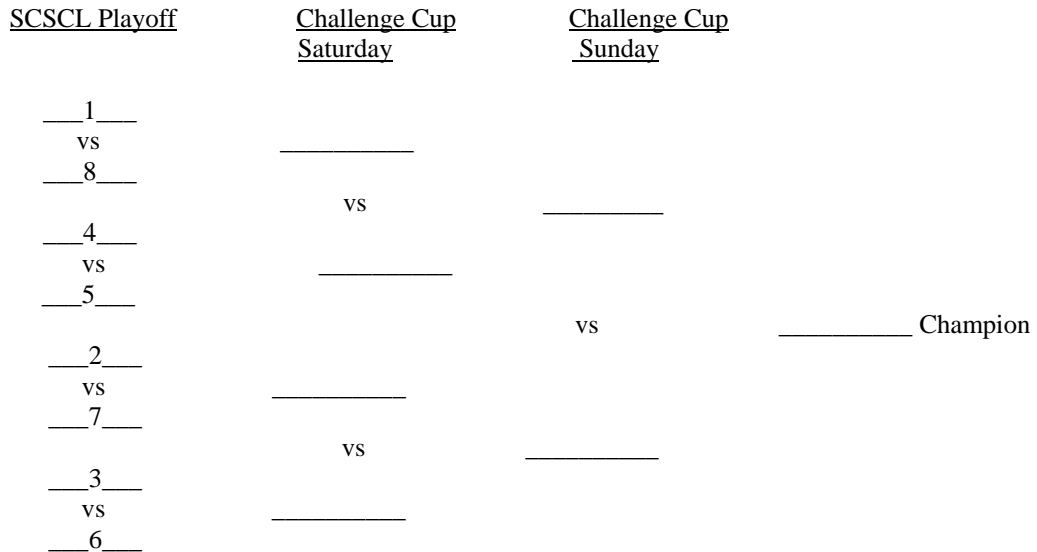 SCSCL Playoff Challenge Cup Challenge Cup
Saturday Sunday
___1___
vs __________
___8___
vs _________
___4___
vs __________
___5___
vs __________ Champion
___2___
vs __________
___7___
vs __________
___3___
vs __________
___6___